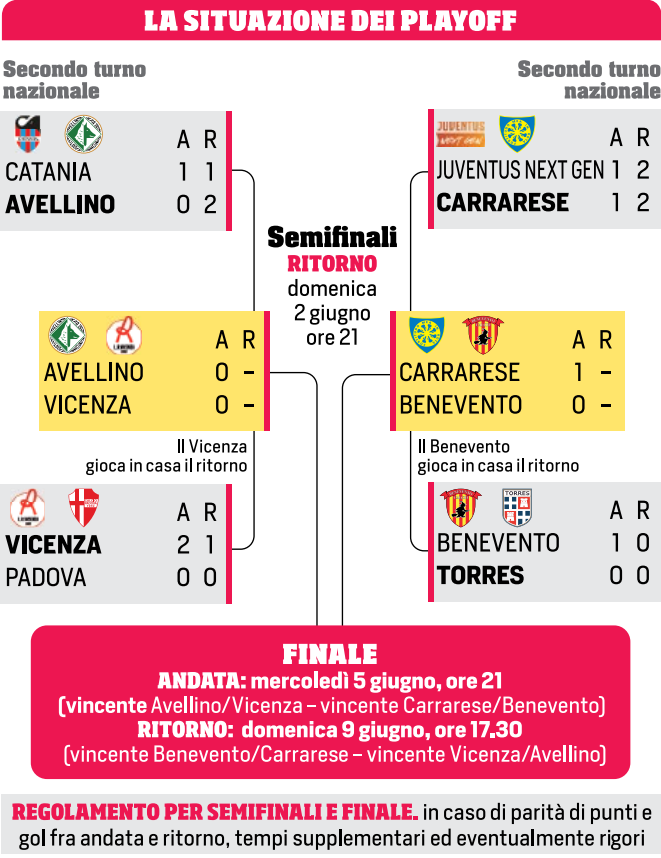 LA SITUAZIONE DEI PLAYOFF
Secondo turno
nazionale
A R
CATANIA 1 1
AVELLINO 0 2
Secondo turno
nazionale
JUVENTUS
NEXT GEN
A R
JUVENTUS NEXT GEN 1 2
CARRARESE 1 2
Semifinali
RITORNO
domenica
2 giugno
ore 21
A R
AVELLINO 0 -
VICENZA 0 -
Il Vicenza
gioca in casa il ritorno
A R
CARRARESE 1 -
BENEVENTO 0 -
Il Benevento
gioca in casa il ritorno
A R
VICENZA 2 1
PADOVA 0 0
TORRES
A R
BENEVENTO 1 0
TORRES 0 0
FINALE
ANDATA: mercoledì 5 giugno, ore 21
(vincente Avellino/Vicenza – vincente Carrarese/Benevento)
RITORNO: domenica 9 giugno, ore 17.30
(vincente Benevento/Carrarese – vincente Vicenza/Avellino)
REGOLAMENTO PER SEMIFINALI E FINALE. in caso di parità di punti e
gol fra andata e ritorno, tempi supplementari ed eventualmente rigori